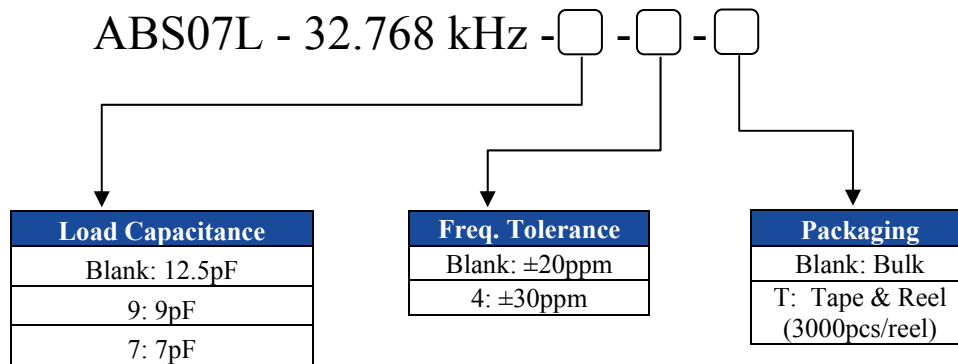 ABS07L - 32.768 kHz - - -
Load Capacitance
Blank: 12.5pF
9: 9pF
7: 7pF
Freq. Tolerance
Blank: ±20ppm
4: ±30ppm
Packaging
Blank: Bulk
T: Tape & Reel
(3000pcs/reel)